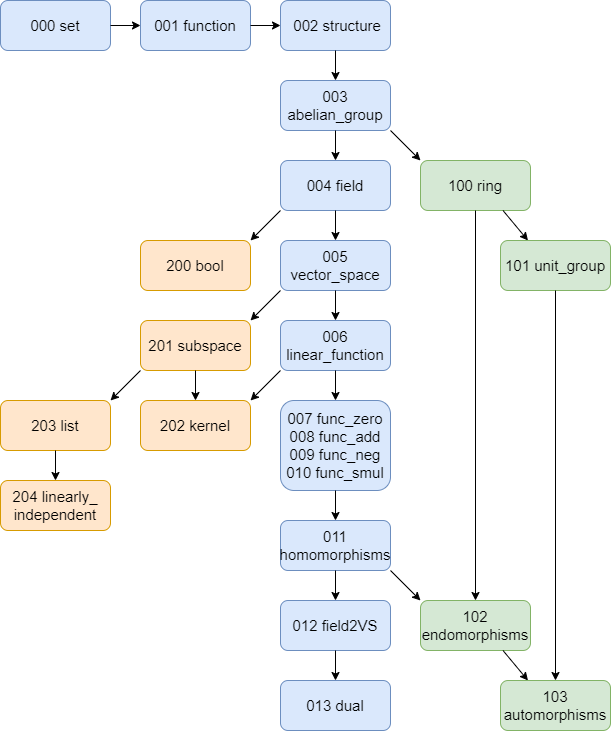 000 set
001 function
002 structure
003
abelian_group
004 field
100 ring
200 bool
005
vector_space
101 unit_group
201 subspace
006
linear_function
203 list
202 kernel
007 func_zero
008 func_add
009 func_neg
010 func_smul
204 linearly_
independent
011
homomorphisms
012 field2VS
102
endomorphisms
013 dual
103
automorphisms